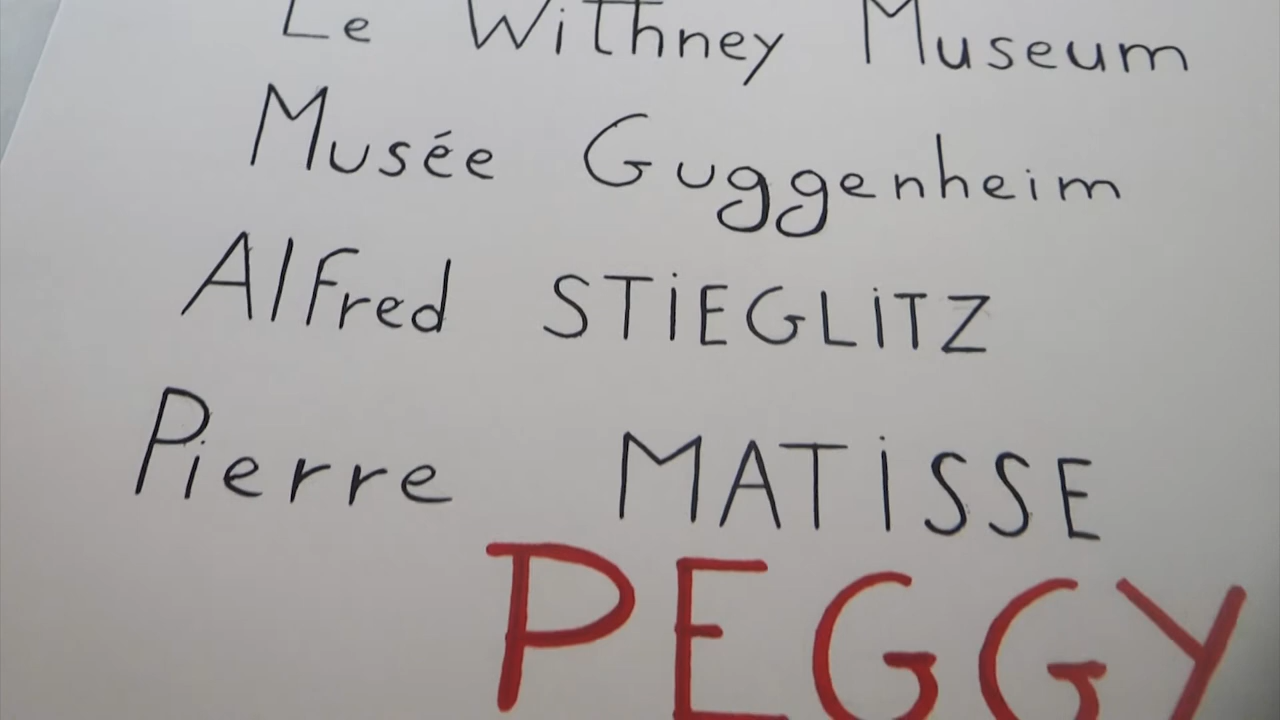 Le Withney Museum
Musée Guggenheim
Alfred STiEGLiTZ
Pierre MATiSSE
PEGGY